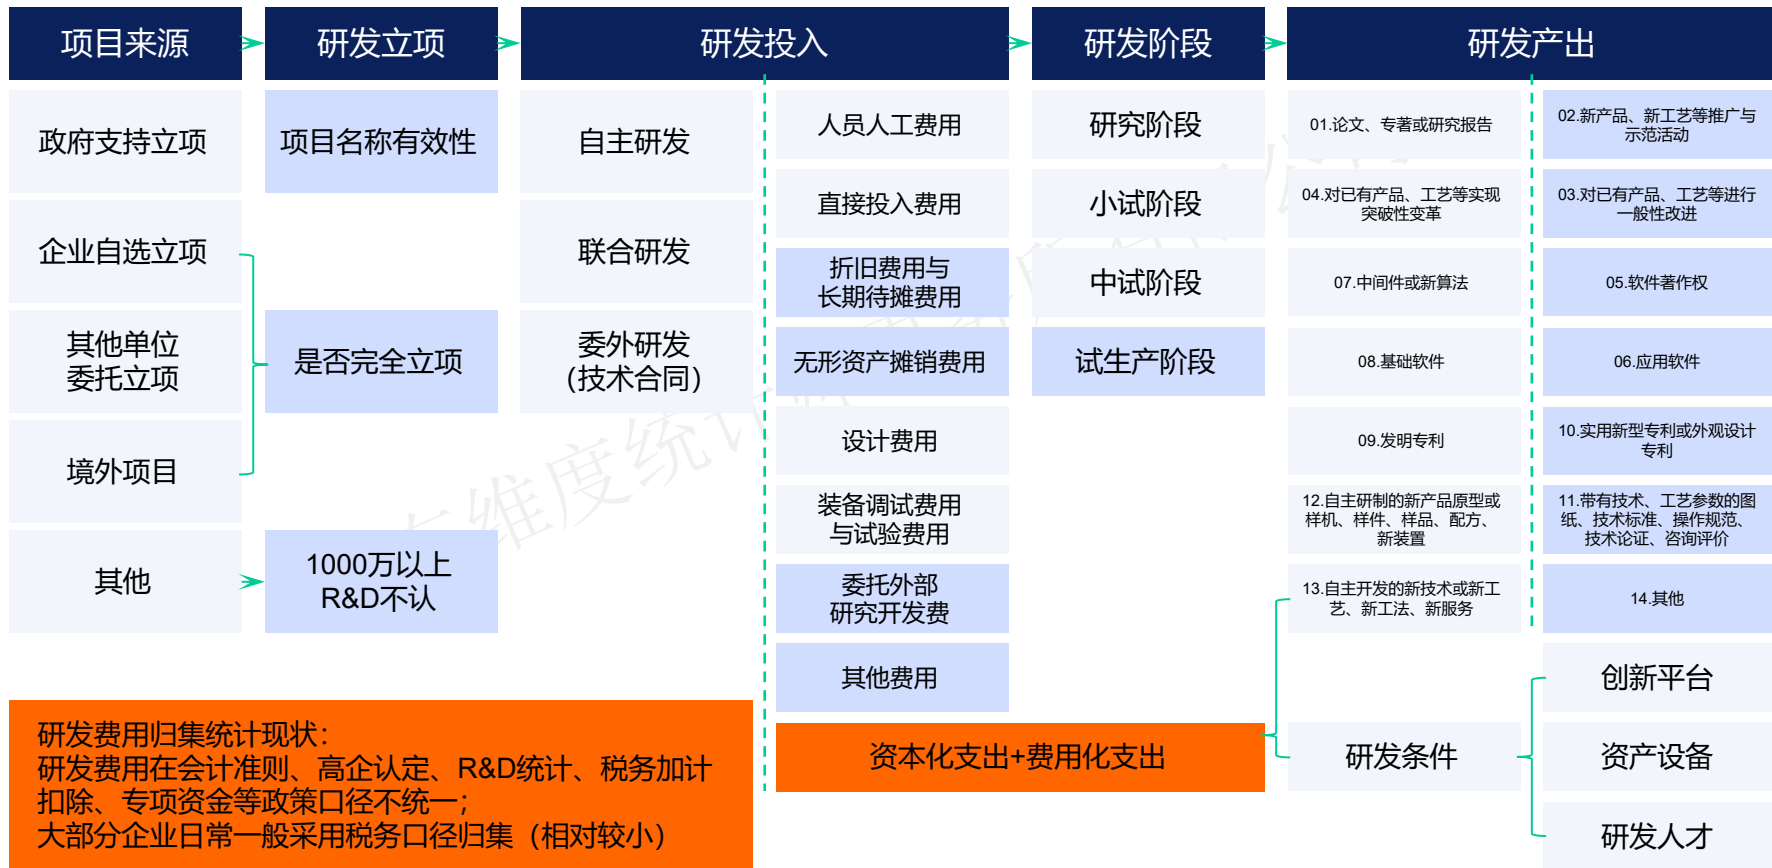 项目来源
研发立项
研发投入
研发阶段
研发产出
政府支持立项
企业自选立项
其他单位
委托立项
境外项目
其他
项目名称有效性
是否完全立项
1000万以上
R&D不认
自主研发
联合研发
委外研发
（技术合同）
人员人工费用
直接投入费用
折旧费用与
长期待摊费用
无形资产摊销费用
设计费用
装备调试费用
与试验费用
委托外部
研究开发费
其他费用
资本化支出+费用化支出
研究阶段
小试阶段
中试阶段
试生产阶段
01.论文、专著或研究报告
02.新产品、新工艺等推广与
示范活动
04.对已有产品、工艺等实现
突破性变革
03.对已有产品、工艺等进行
一般性改进
07.中间件或新算法
05.软件著作权
08.基础软件
06.应用软件
09.发明专利
10.实用新型专利或外观设计
专利
12.自主研制的新产品原型或
样机、样件、样品、配方、
新装置
11.带有技术、工艺参数的图
纸、技术标准、操作规范、
技术论证、咨询评价
13.自主开发的新技术或新工
艺、新工法、新服务
14.其他
研发条件
创新平台
资产设备
研发人才
研发费用归集统计现状：
研发费用在会计准则、高企认定、R&D统计、税务加计
扣除、专项资金等政策口径不统一；
大部分企业日常一般采用税务口径归集（相对较小）